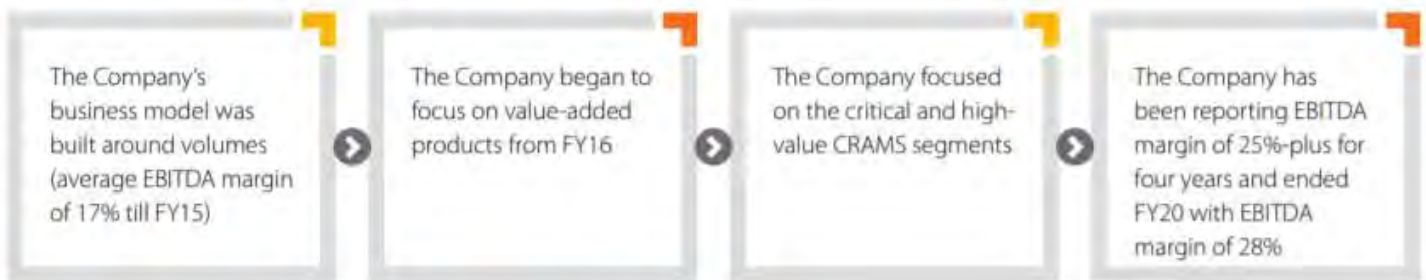 The Company's
business model was
built around volumes
(average EBITDA margin
of 17% till FY15)
The Company began to
focus on value-added
products from FY16
The Company focused
on the critical and high-
value CRAMS segments
The Company has
been reporting EBITDA
margin of 25%-plus for
four years and ended
FY20 with EBITDA
margin of 28%